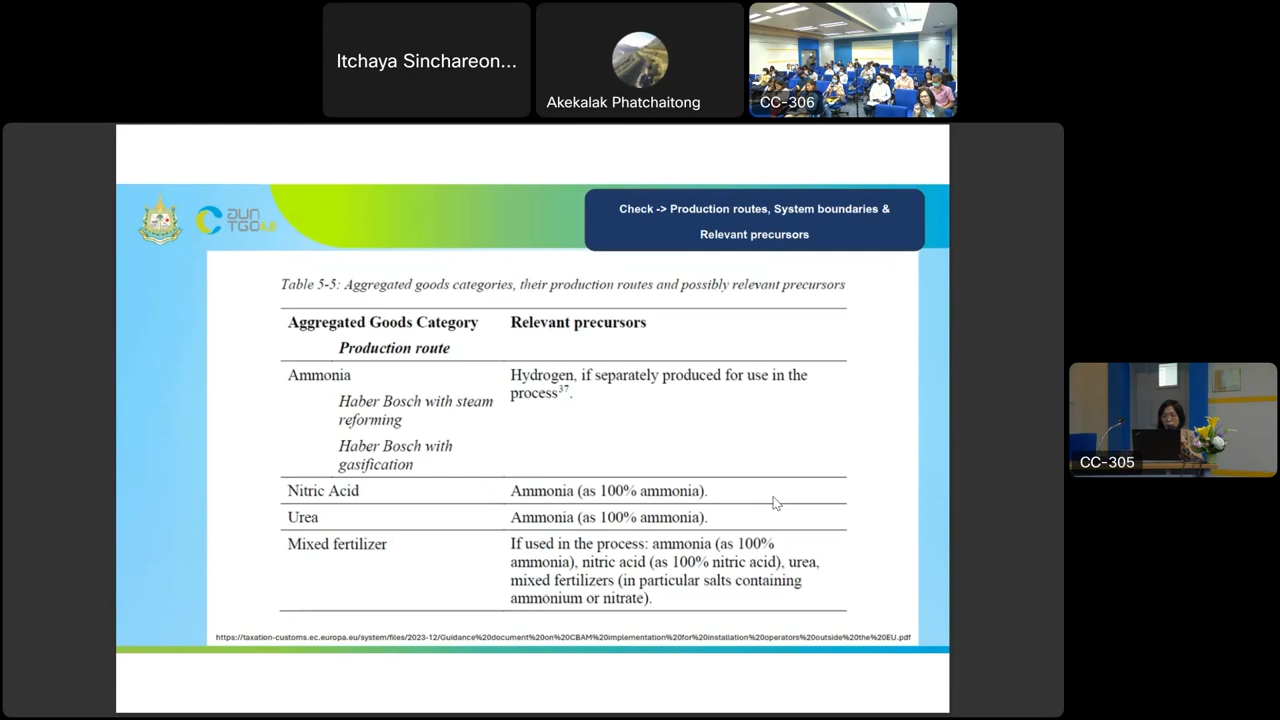 Itchaya Sinchareon...
Akekalak Phatchaitong
CC-306
Check -> Production routes, System boundaries &
Relevant precursors
Table 5-5: Aggregated goods categories, their production routes and possibly relevant precursors
Aggregated Goods Category
Relevant precursors
Production route
Ammonia
Hydrogen, if separately produced for use in the
process37.
Haber Bosch with steam
reforming
Haber Bosch with
gasification
Nitric Acid
Ammonia (as 100% ammonia).
Urea
Ammonia (as 100% ammonia).
Mixed fertilizer
If used in the process: ammonia (as 100%
ammonia), nitric acid (as 100% nitric acid), urea,
mixed fertilizers (in particular salts containing
ammonium or nitrate).
https://taxation-customs.ec.europa.eu/system/files/2023-12/Guidance%20document%20on%20CBAM%20implementation%20for%20installation%20operators%20outside%20the%20EU.pdf
CC-305